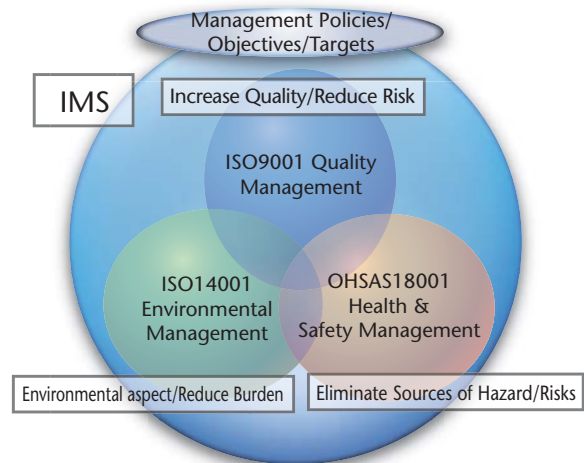 Management Policies/
Objectives/Targets
IMS
Increase Quality/Reduce Risk
ISO9001 Quality
Management
ISO14001
Environmental
Management
OHSAS18001
Health &
Safety Management
Environmental aspect/Reduce Burden
Eliminate Sources of Hazard/Risks